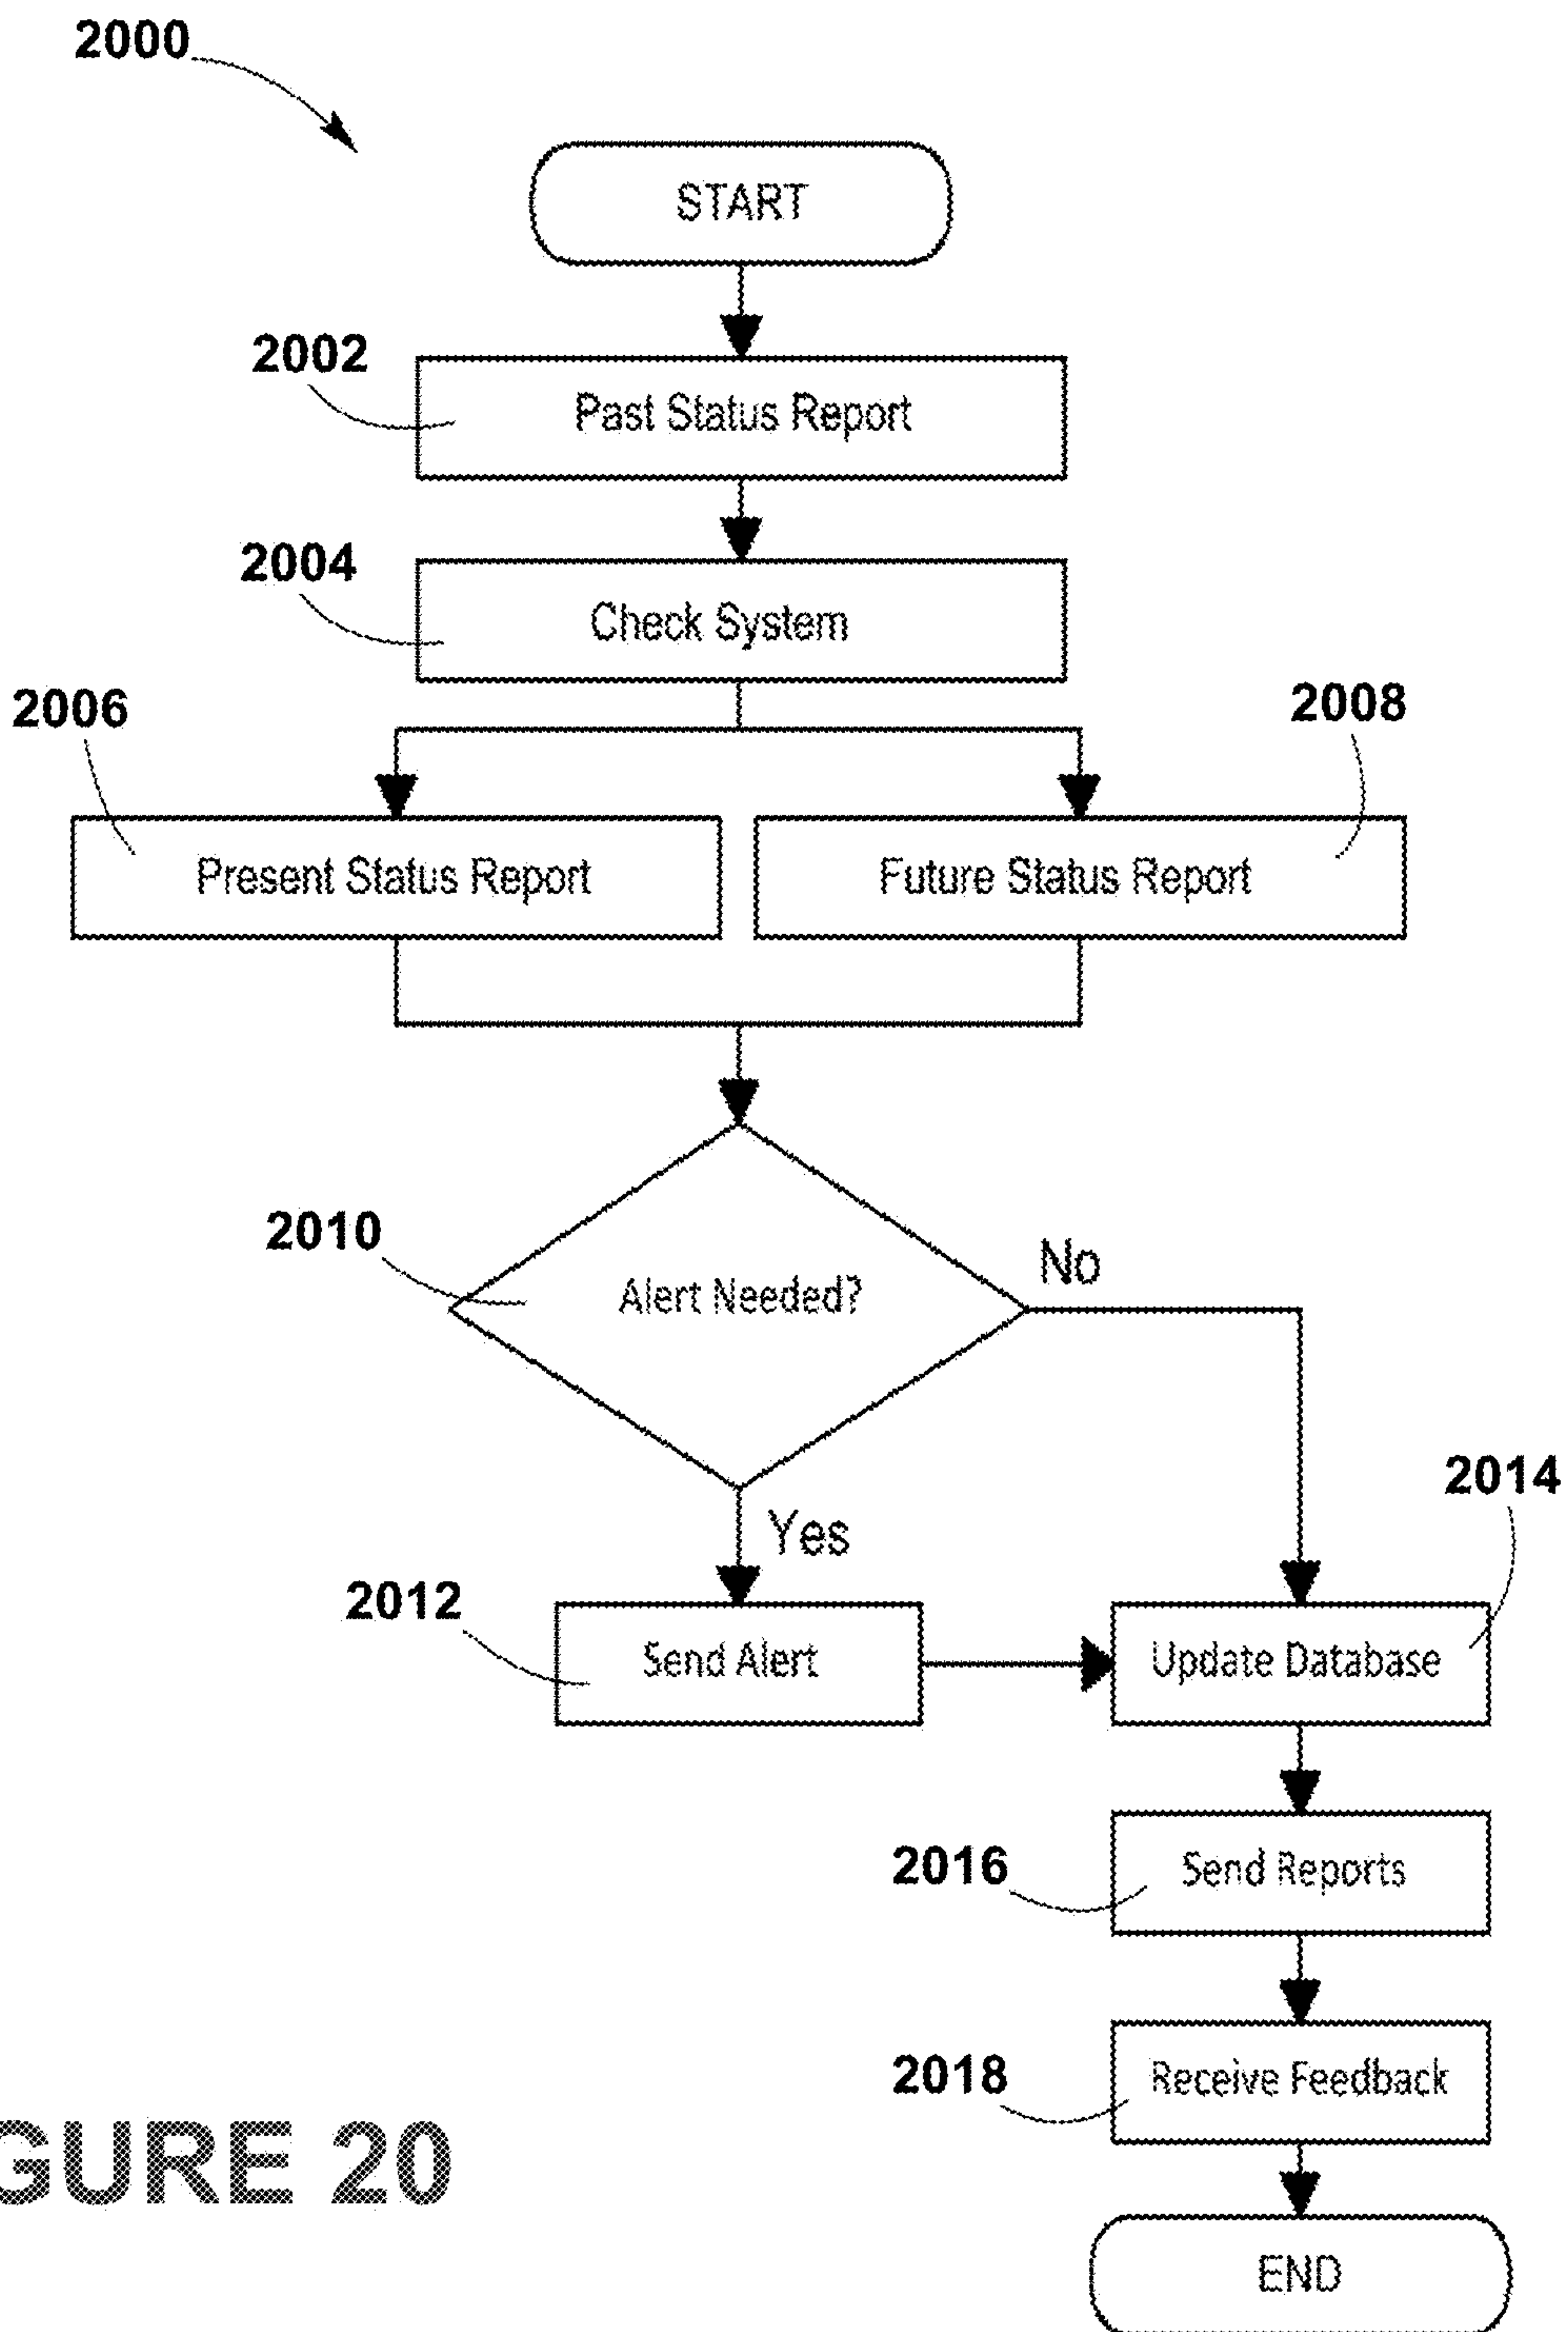 2000
START
2002
Past Status Report
2004
Check System
2006
2008
Present Status Report
Future Status Report
2010
Alert Needed?
No
Yes
2014
2012
Send Alert
Update Database
2016
Send Reports
2018
Receive Feedback
GURE 20
END